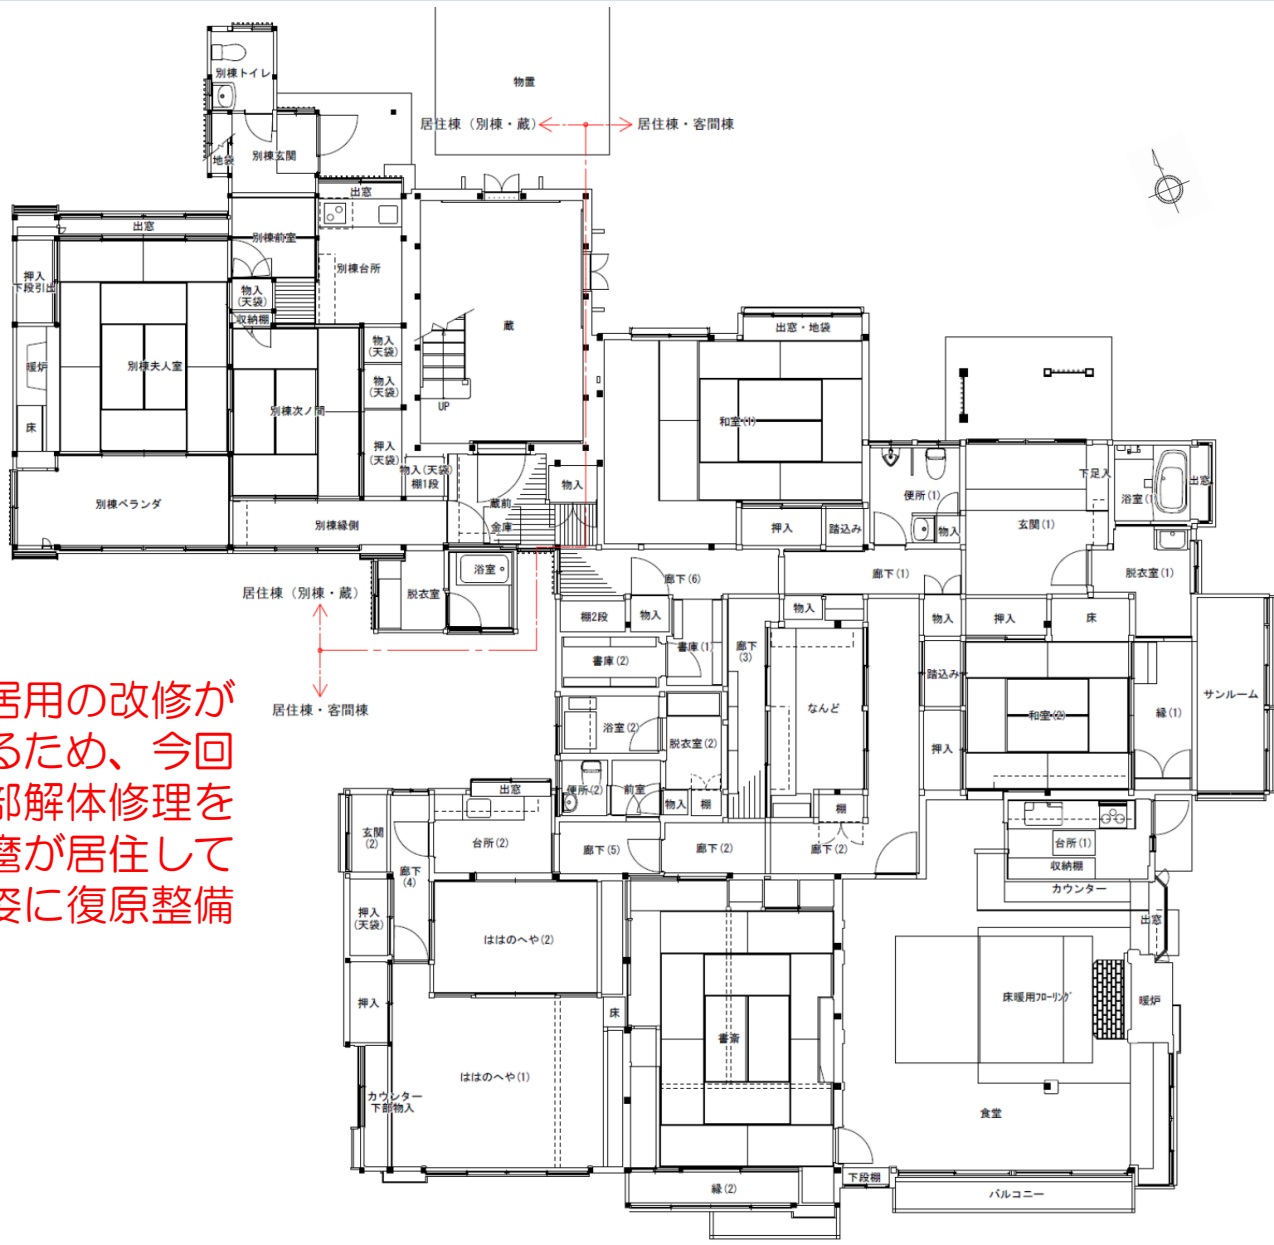 物置
別棟トイレ
居住棟（別棟・蔵）
居住棟・客間棟
地袋
別棟玄関
出窓
出窓
別棟前室
別棟台所
押入
下段引出
物入
(天袋)
収納棚
蔵
出窓・地袋
暖炉
別棟夫人室
物入
(天袋)
物入
(天袋)
別棟次ノ間
UP
和室(1)
床
押入
(天袋)
物入(天袋)
棚1段
物入
下足入
浴室(1)
出窓
便所(1)
別棟ベランダ
別棟縁側
蔵前
金庫
押入
踏込み
物入
玄関(1)
浴室
脱衣室
廊下(6)
廊下(1)
脱衣室(1)
居住棟（別棟・蔵）
棚2段
物入
物入
物入
押入
床
書庫(2)
書庫(1)
廊下
(3)
踏込み
サンルーム
居住棟・客間棟
なんど
和室(2)
縁(1)
浴室(2)
脱衣室(2)
押入
居用の改修が
るため、今回
部解体修理を
麿が居住して
姿に復原整備
出窓
便所(2)
前室
物入
棚
棚
玄関
(2)
台所(2)
廊下(5)
廊下(2)
廊下(2)
台所(1)
収納棚
廊下
(4)
カウンター
押入
(天袋)
出窓
ははのへや(2)
押入
床
床暖用フローリング
暖炉
書斎
ははのへや(1)
カウンター
下部物入
食堂
縁(2)
下段棚
バルコニー